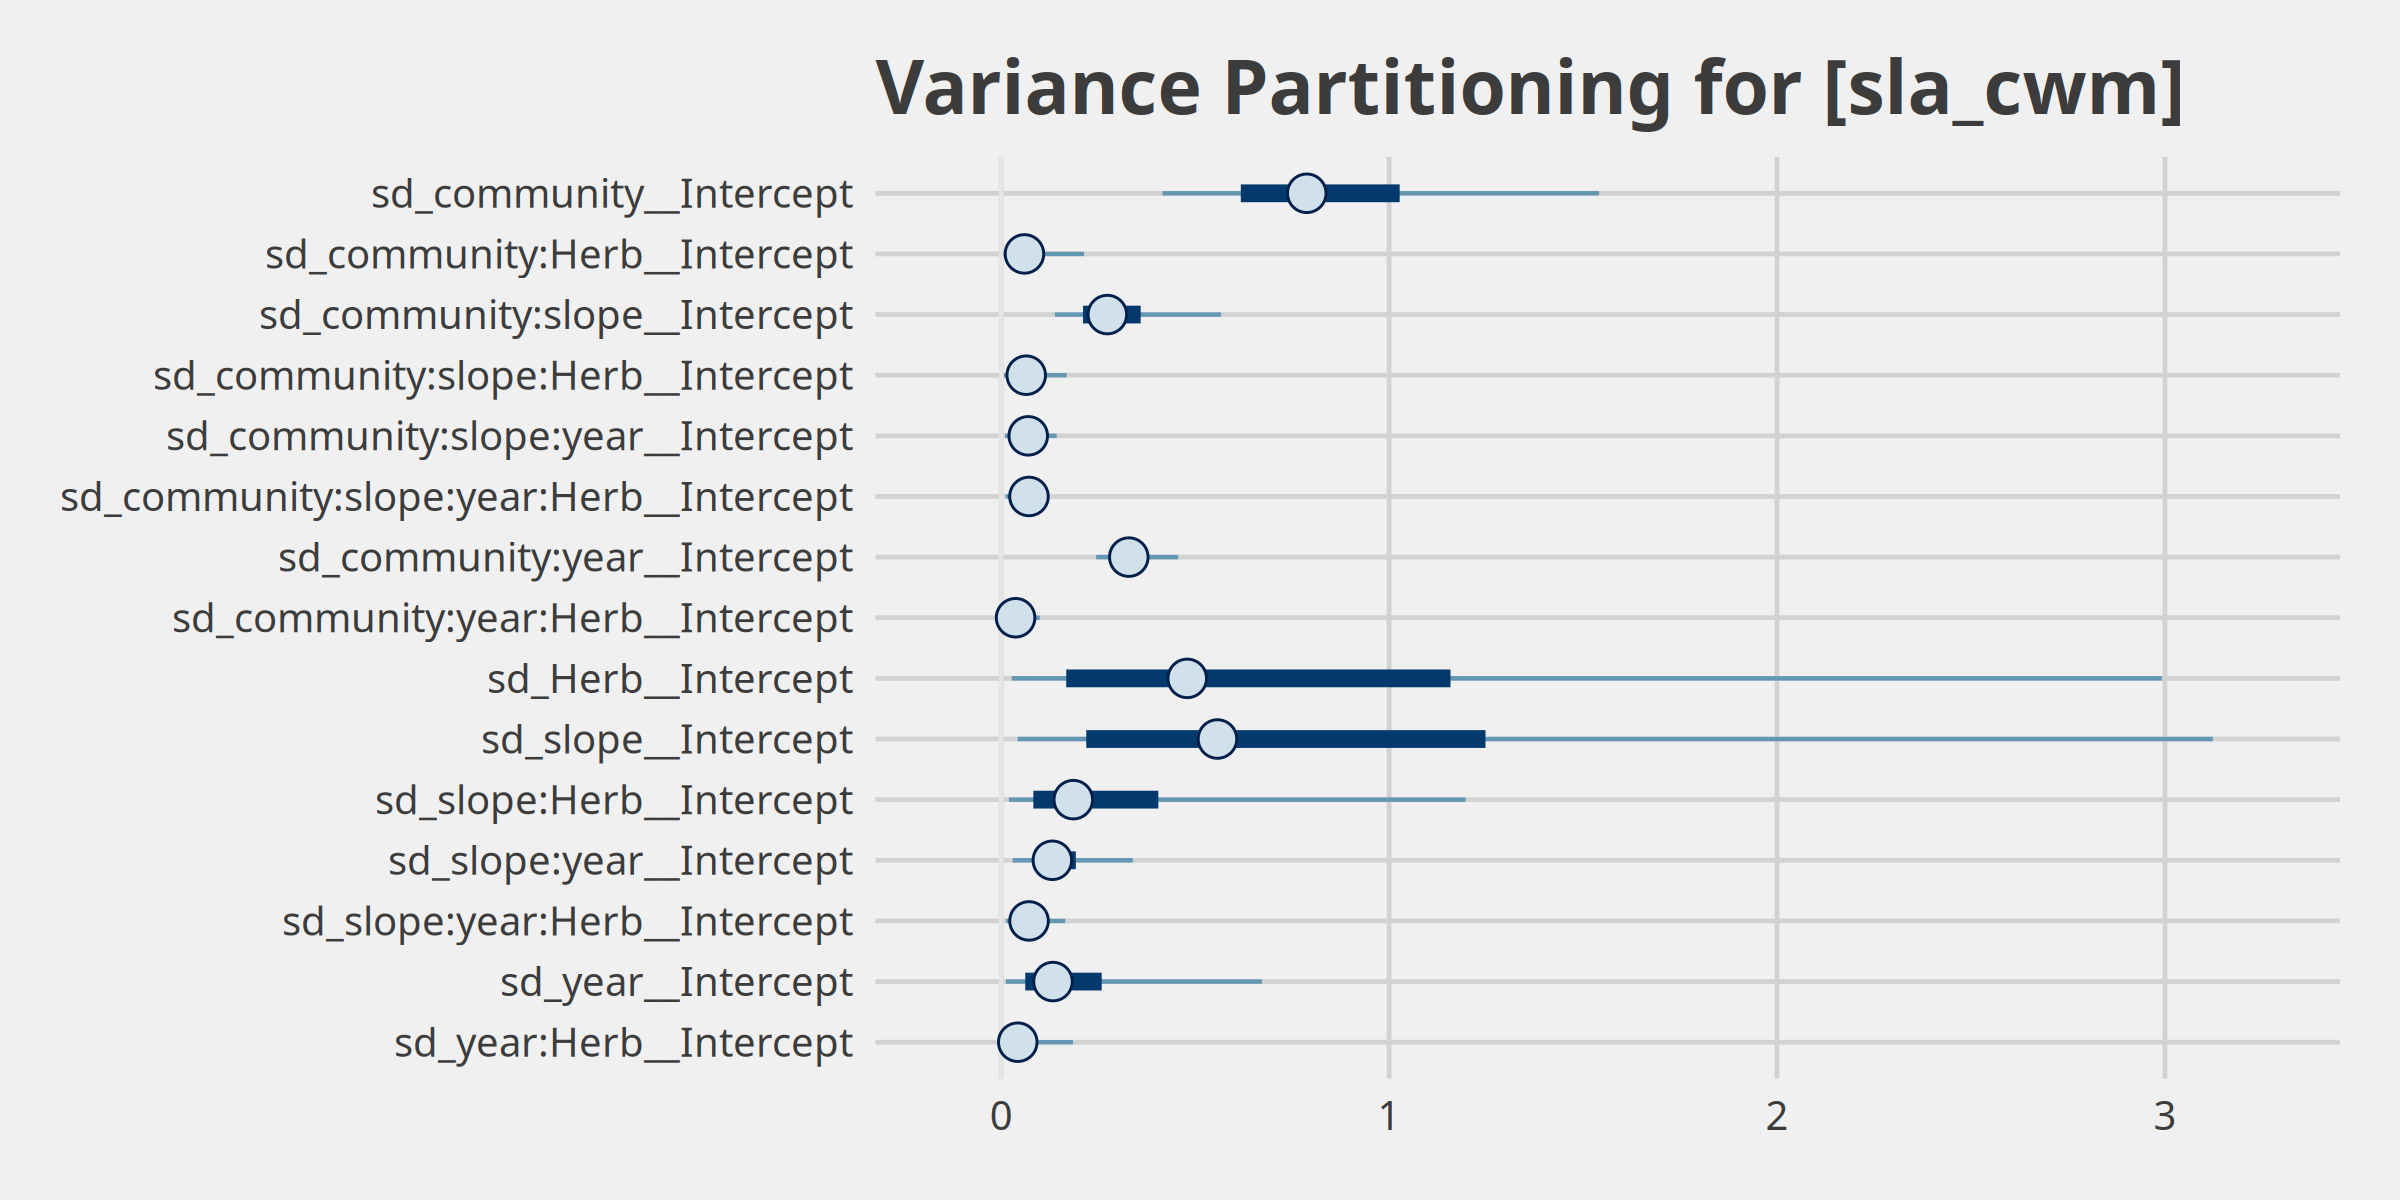 Variance Partitioning for [sla_cwm]
sd_community__Intercept
sd_community:Herb__Intercept
sd_community:slope__Intercept
sd_community:slope:Herb__Intercept
sd_community:slope:year__Intercept
sd_community:slope:year:Herb__Intercept
sd_community:year__Intercept
sd_community:year:Herb__Intercept
sd_Herb__Intercept
sd_slope__Intercept
sd_slope:Herb__Intercept
sd_slope:year__Intercept
sd_slope:year:Herb__Intercept
sd_year__Intercept
sd_year:Herb__Intercept
0 1 2 3